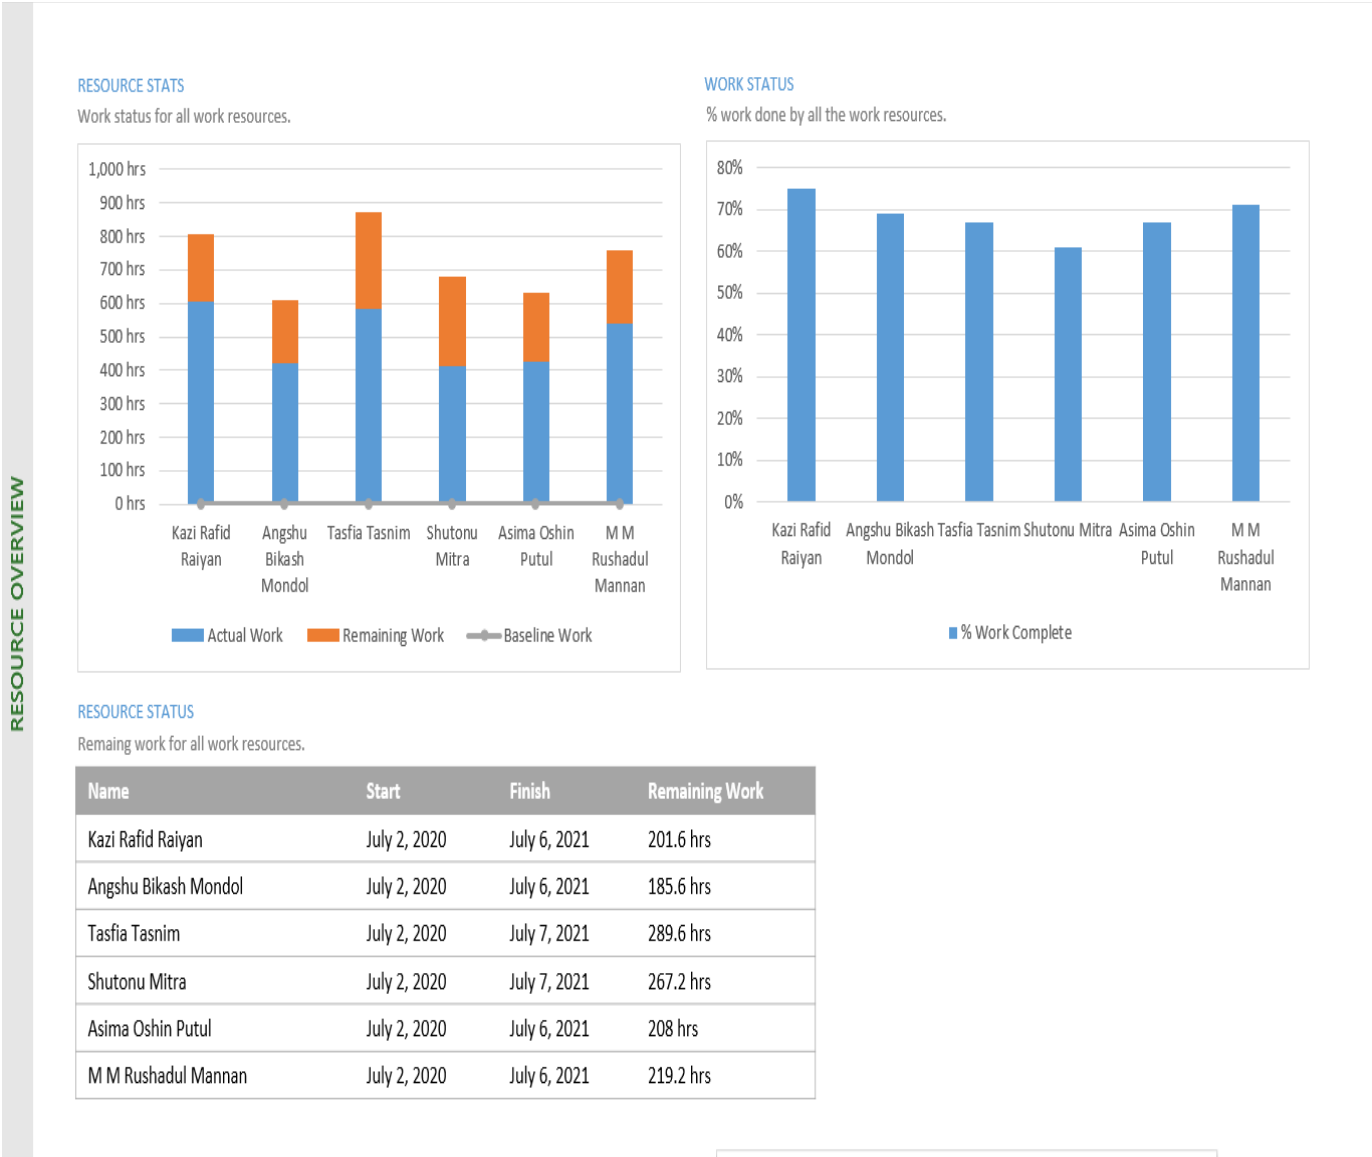 RESOURCE OVERVIEW
RESOURCE STATS
Work status for all work resources.
1,000 hrs
900 hrs
800 hrs
700 hrs
600 hrs
500 hrs
400 hrs
300 hrs
200 hrs
100 hrs
0 hrs
Kazi Rafid Raiyan
Angshu Bikash Mondol
Tasfia Tasnim
Shutonu Mitra
Asima Oshin Putul
M M Rushadul Mannan
Actual Work Remaining Work Baseline Work
WORK STATUS
% work done by all the work resources.
80%
70%
60%
50%
40%
30%
20%
10%
0%
Kazi Rafid Raiyan
Angshu Bikash Mondol
Tasfia Tasnim
Shutonu Mitra
Asima Oshin Putul
M M Rushadul Mannan
% Work Complete
RESOURCE STATUS
Remaing work for all work resources.
Name Start Finish Remaining Work
Kazi Rafid Raiyan July 2, 2020 July 6, 2021 201.6 hrs
Angshu Bikash Mondol July 2, 2020 July 6, 2021 185.6 hrs
Tasfia Tasnim July 2, 2020 July 7, 2021 289.6 hrs
Shutonu Mitra July 2, 2020 July 7, 2021 267.2 hrs
Asima Oshin Putul July 2, 2020 July 6, 2021 208 hrs
M M Rushadul Mannan July 2, 2020 July 6, 2021 219.2 hrs